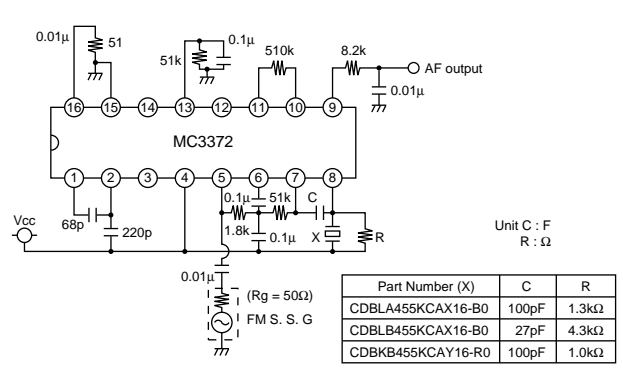 0.01μ 51 0.1μ 51k 510k 8.2k AF output 0.01μ
16 15 14 13 12 11 10 9
MC3372
1 2 3 4 5 6 7 8
68p 220p 0.1μ 51k C
1.8k 0.1μ X R
Vcc
Unit C : F
R : Ω
0.01μ
(Rg = 50Ω)
FM S. S. G
Part Number (X) C R
CDBLA455KCAX16-B0 100pF 1.3kΩ
CDBLB455KCAX16-B0 27pF 4.3kΩ
CDBKB455KCAY16-R0 100pF 1.0kΩ